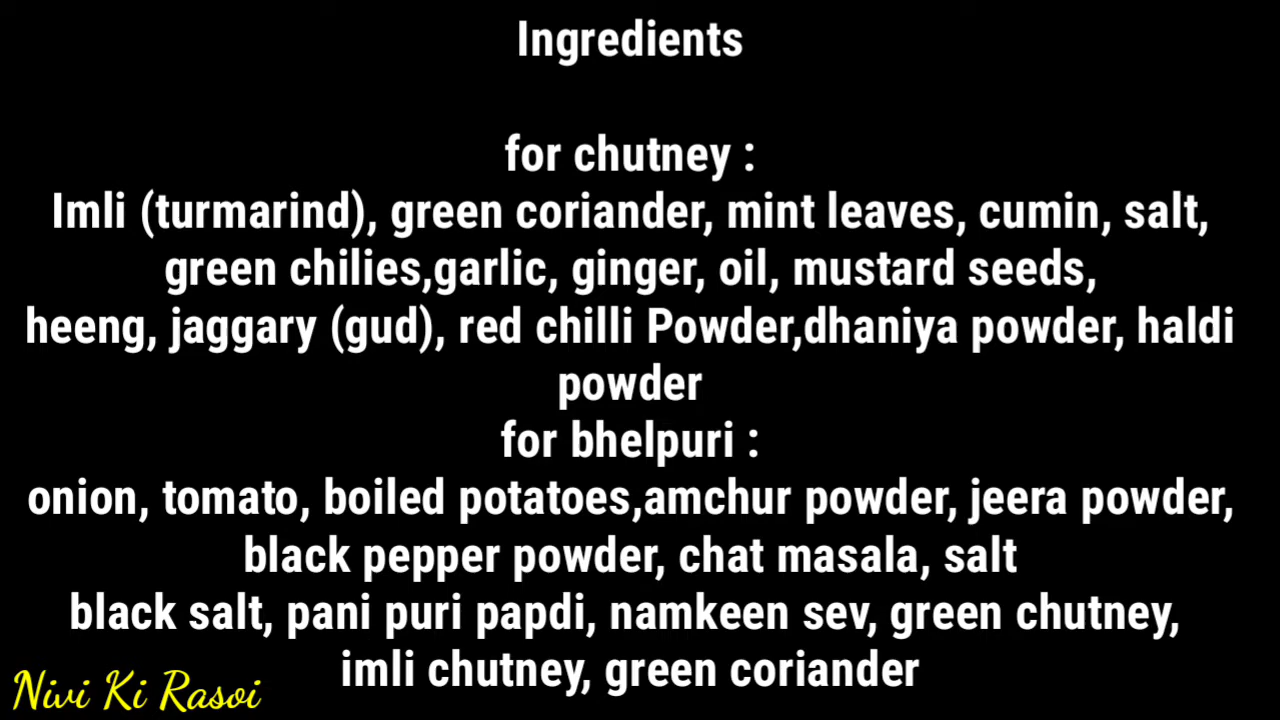 Ingredients
for chutney :
Imli (turmarind), green coriander, mint leaves, cumin, salt,
green chilies,garlic, ginger, oil, mustard seeds,
heeng, jaggary (gud), red chilli Powder,dhaniya powder, haldi
powder
for bhelpuri :
onion, tomato, boiled potatoes,amchur powder, jeera powder,
black pepper powder, chat masala, salt
black salt, pani puri papdi, namkeen sev, green chutney,
imli chutney, green coriander
Nivi Ki Rasoi